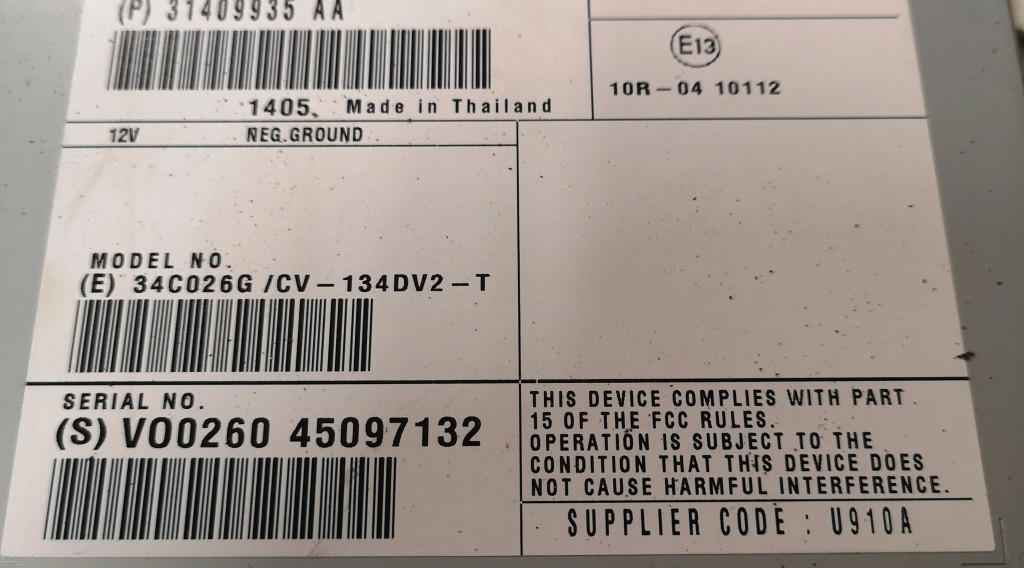 (P) 31409935 AA
1405. Made in Thailand
E13
10R-04 10112
12V NEG.GROUND
MODEL NO.
(E) 34C026G /CV-134DV2-T
SERIAL NO.
(S) VO0260 45097132
THIS DEVICE COMPLIES WITH PART
15 OF THE FCC RULES.
OPERATION IS SUBJECT TO THE
CONDITION THAT THIS DEVICE DOES
NOT CAUSE HARMFUL INTERFERENCE.
SUPPLIER CODE : U910A